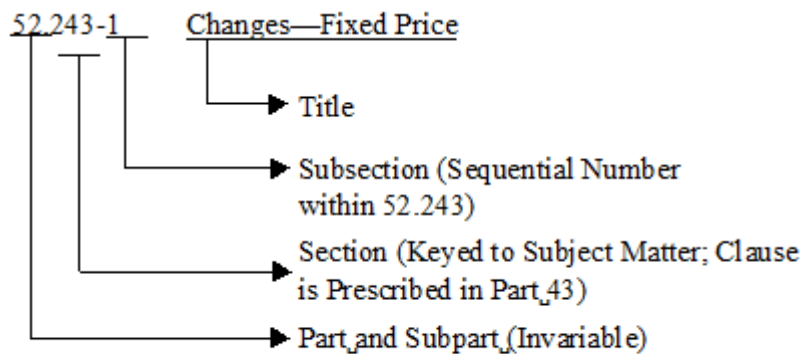 52.243-1 Changes—Fixed Price
Title
Subsection (Sequential Number
within 52.243)
Section (Keyed to Subject Matter; Clause
is Prescribed in Part 43)
Part and Subpart (Invariable)